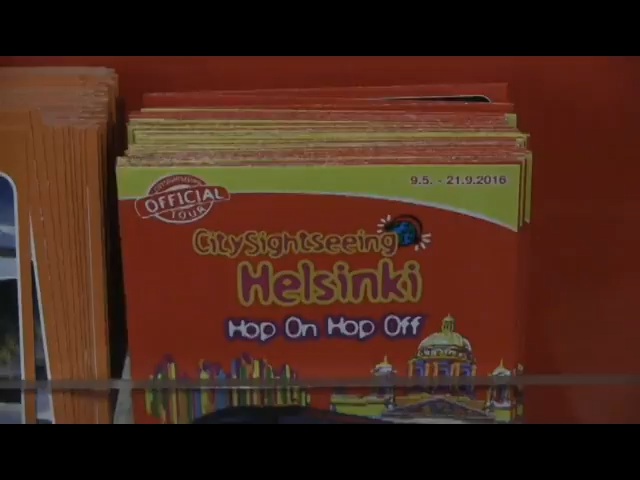 9.5. - 21.9.2016
OFFICIAL
TOUR
CitySightseeing
Helsinki
Hop On Hop Off